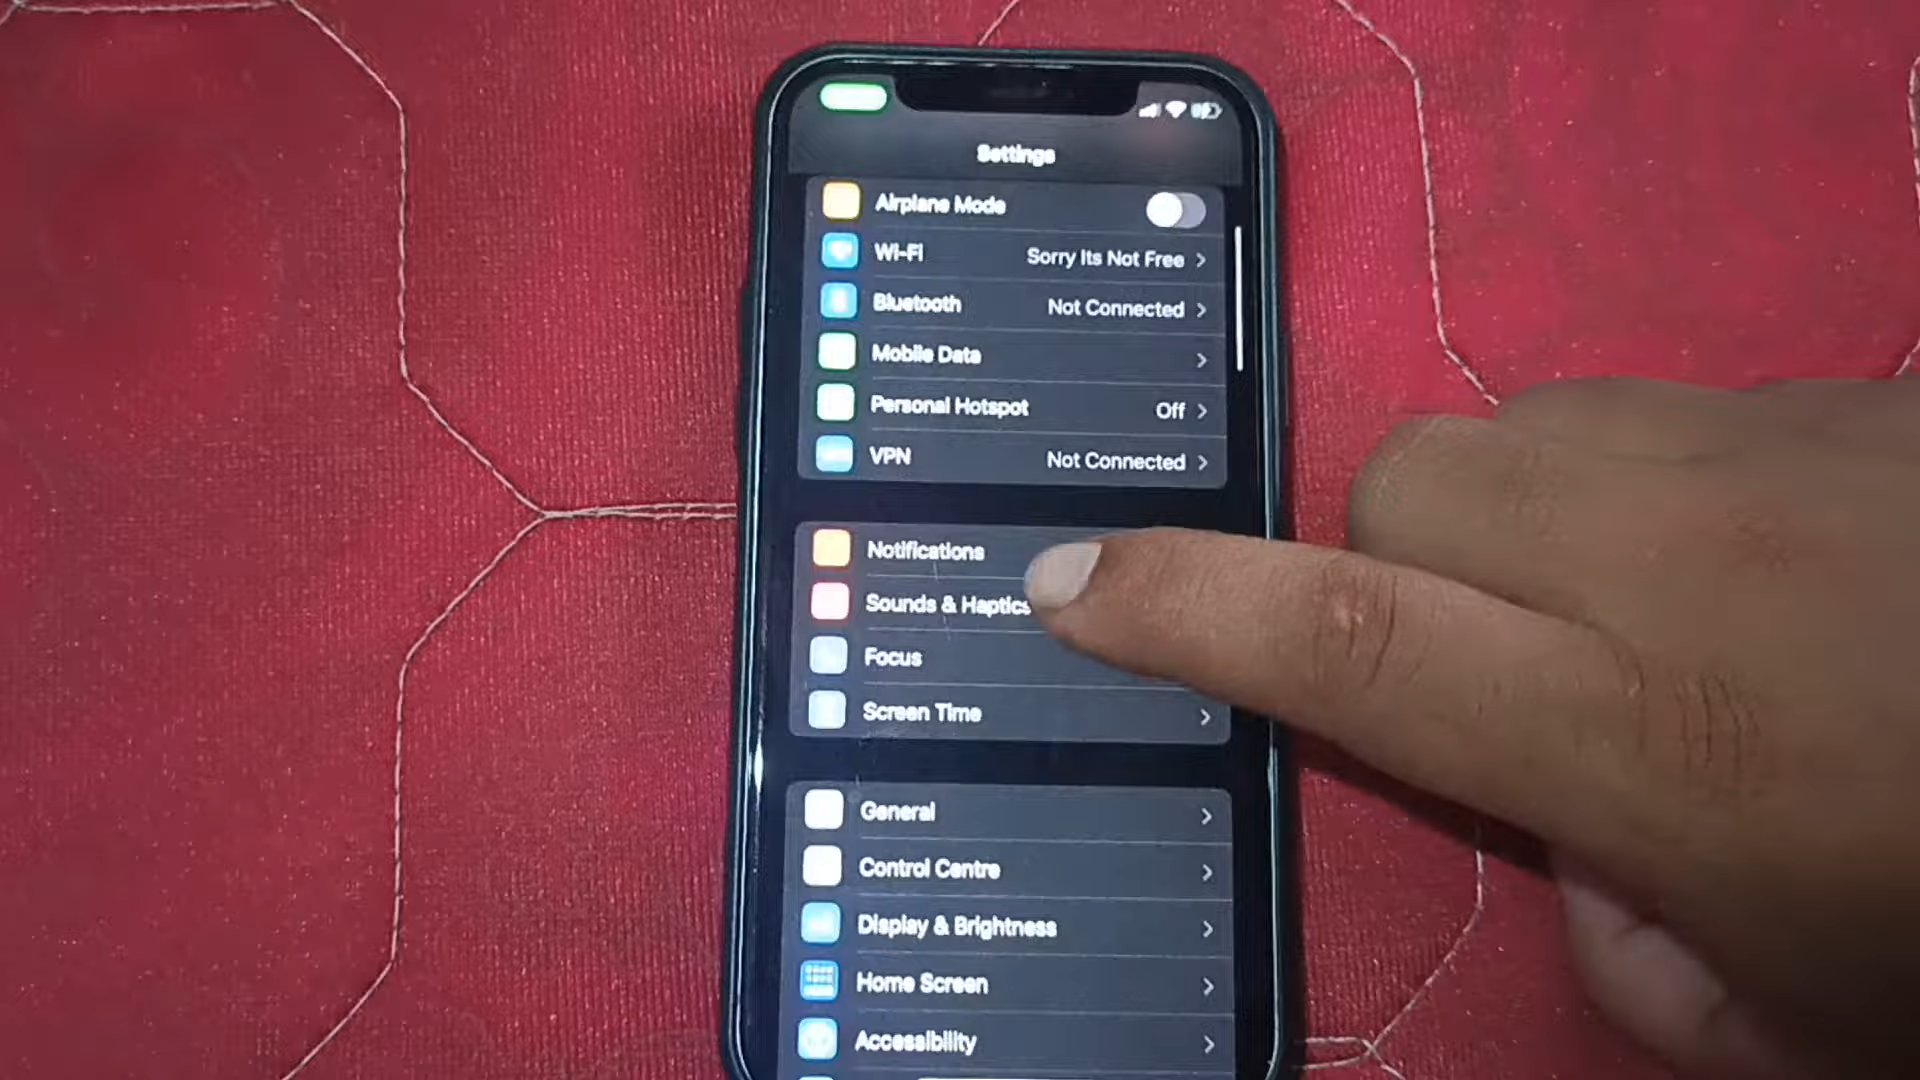 Settings
Airplane Mode
Wi-Fi Sorry Its Not Free
Bluetooth Not Connected
Mobile Data
Personal Hotspot Off
VPN Not Connected
Notifications
Sounds & Haptics
Focus
Screen Time
General
Control Centre
Display & Brightness
Home Screen
Accessibility